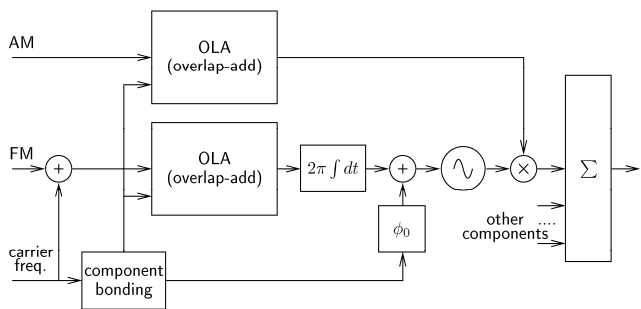 AM
OLA
(overlap-add)
FM
+
OLA
(overlap-add)
2π ∫ dt
+
×
Σ
ϕ₀
other
components
....
carrier
freq.
component
bonding